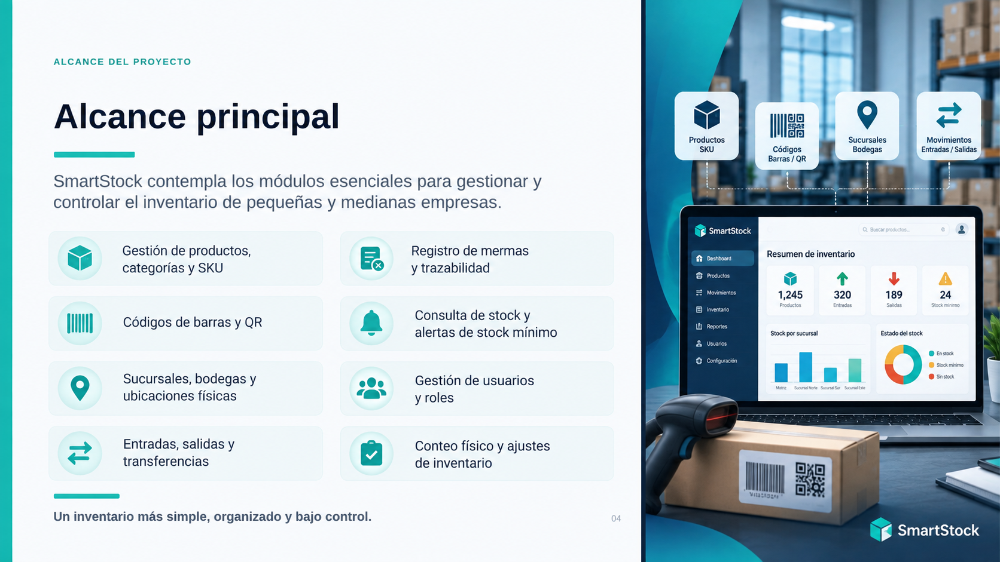 ALCANCE DEL PROYECTO
Alcance principal
SmartStock contempla los módulos esenciales para gestionar y
controlar el inventario de pequeñas y medianas empresas.
Gestión de productos,
categorías y SKU
Registro de mermas
y trazabilidad
Códigos de barras y QR
Consulta de stock y
alertas de stock mínimo
Sucursales, bodegas y
ubicaciones físicas
Gestión de usuarios
y roles
Entradas, salidas y
transferencias
Conteo físico y ajustes
de inventario
Un inventario más simple, organizado y bajo control.
04
Productos
SKU
Códigos
Barras / QR
Sucursales
Bodegas
Movimientos
Entradas / Salidas
SmartStock
Buscar productos...
Dashboard
Productos
Movimientos
Inventario
Reportes
Usuarios
Configuración
Resumen de inventario
1,245
Productos
320
Entradas
189
Salidas
24
Stock mínimo
Stock por sucursal
Matriz
Sucursal Norte
Sucursal Sur
Sucursal Este
Estado del stock
En stock
Stock mínimo
Sin stock
SmartStock